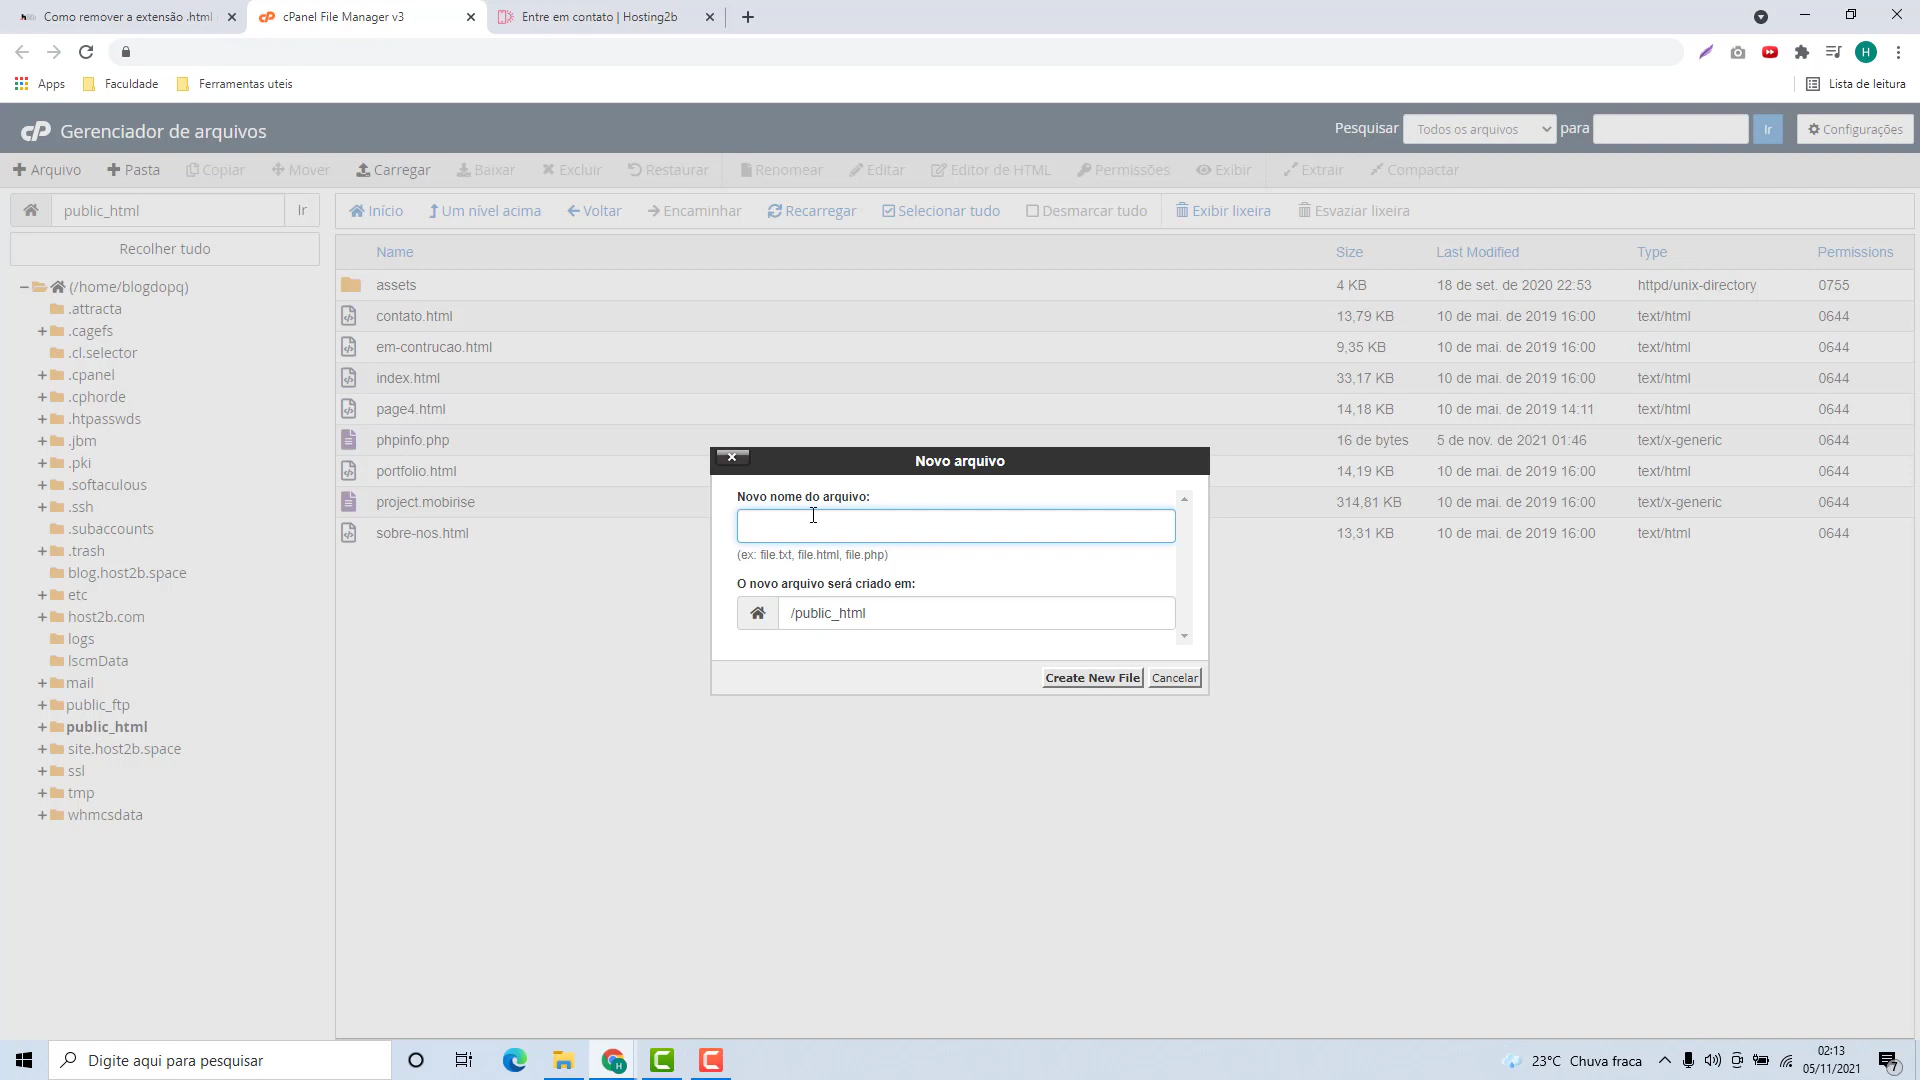 Como remover a extensão .html
cPanel File Manager v3
Entre em contato | Hosting2b
H
Apps
Faculdade
Ferramentas uteis
Lista de leitura
cP Gerenciador de arquivos
Pesquisar
Todos os arquivos
para
Ir
Configurações
Arquivo
Pasta
Copiar
Mover
Carregar
Baixar
Excluir
Restaurar
Renomear
Editar
Editor de HTML
Permissões
Exibir
Extrair
Compactar
public_html
Ir
Início
Um nível acima
Voltar
Encaminhar
Recarregar
Selecionar tudo
Desmarcar tudo
Exibir lixeira
Esvaziar lixeira
Recolher tudo
(/home/blogdopq)
.attracta
.cagefs
.cl.selector
.cpanel
.cphorde
.htpasswds
.jbm
.pki
.softaculous
.ssh
.subaccounts
.trash
blog.host2b.space
etc
host2b.com
logs
lscmData
mail
public_ftp
public_html
site.host2b.space
ssl
tmp
whmcsdata
Name Size Last Modified Type Permissions
assets 4 KB 18 de set. de 2020 22:53 httpd/unix-directory 0755
contato.html 13,79 KB 10 de mai. de 2019 16:00 text/html 0644
em-contrucao.html 9,35 KB 10 de mai. de 2019 16:00 text/html 0644
index.html 33,17 KB 10 de mai. de 2019 16:00 text/html 0644
page4.html 14,18 KB 10 de mai. de 2019 14:11 text/html 0644
phpinfo.php 16 de bytes 5 de nov. de 2021 01:46 text/x-generic 0644
portfolio.html 14,19 KB 10 de mai. de 2019 16:00 text/html 0644
project.mobirise 314,81 KB 10 de mai. de 2019 16:00 text/x-generic 0644
sobre-nos.html 13,31 KB 10 de mai. de 2019 16:00 text/html 0644
Novo arquivo
Novo nome do arquivo:
(ex: file.txt, file.html, file.php)
O novo arquivo será criado em:
/public_html
Create New File
Cancelar
Digite aqui para pesquisar
23°C Chuva fraca
02:13
05/11/2021
7